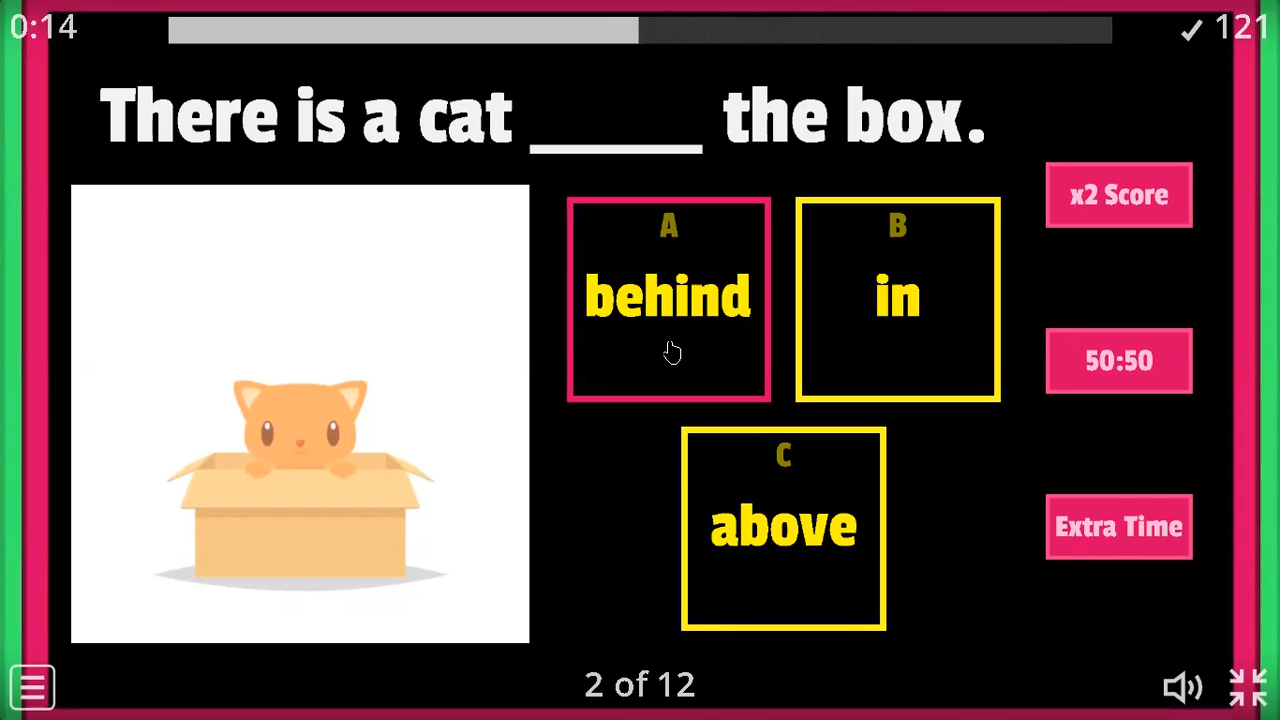 0:14
✓ 121
There is a cat _____ the box.
A
behind
B
in
C
above
x2 Score
50:50
Extra Time
2 of 12